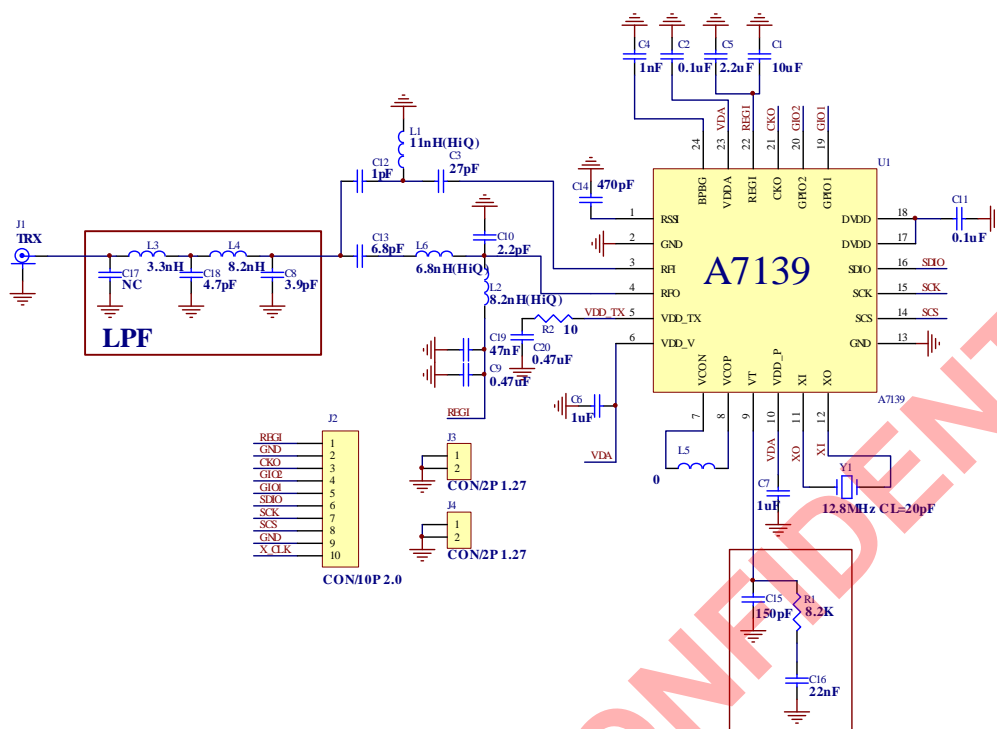 C4
1nF
C2
0.1uF
C5
2.2uF
C1
10uF
VDA
REGI
CKO
GIO2
GIO1
24
23
22
21
20
19
BPBG
VDDA
REGI
CKO
GPIO2
GPIO1
U1
L1
11nH(HiQ)
C12
1pF
C3
27pF
C14
470pF
1
RSSI
2
GND
3
RFI
4
RFO
5
VDD_TX
6
VDD_V
A7139
DVDD
18
DVDD
17
SDIO
16
SDIO
SCK
15
SCK
SCS
14
SCS
GND
13
A7139
C11
0.1uF
J1
TRX
L3
3.3nH
L4
8.2nH
C17
NC
C18
4.7pF
C8
3.9pF
LPF
C13
6.8pF
L6
6.8nH(HiQ)
C10
2.2pF
L2
8.2nH(HiQ)
VDD_TX
R2
10
C19
47nF
C20
0.47uF
C9
0.47uF
REGI
C6
1uF
VDA
VCON
VCOP
VT
VDD_P
XI
XO
7
8
9
10
11
12
L5
0
VDA
XO
XI
C7
1uF
Y1
12.8MHz CL=20pF
J2
REGI
1
GND
2
CKO
3
GIO2
4
GIO1
5
SDIO
6
SCK
7
SCS
8
GND
9
X_CLK
10
CON/10P 2.0
J3
1
2
CON/2P 1.27
J4
1
2
CON/2P 1.27
C15
150pF
R1
8.2K
C16
22nF
ONFIDENT